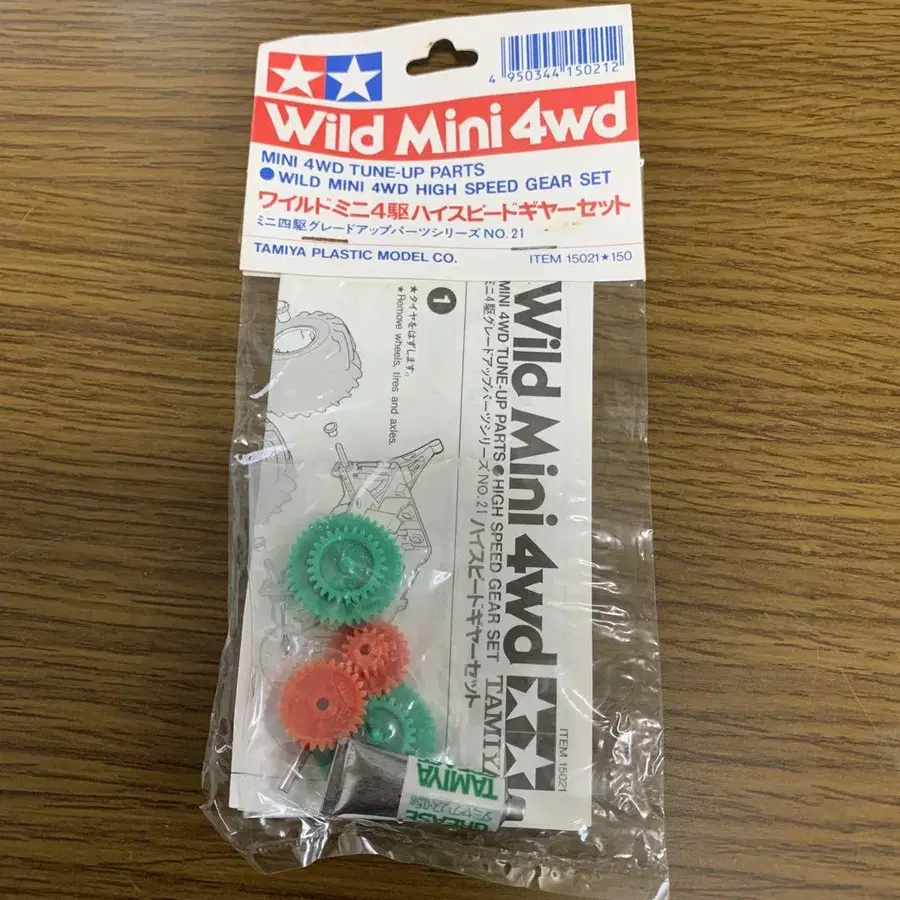 4 950344 150212
Wild Mini 4wd
MINI 4WD TUNE-UP PARTS
● WILD MINI 4WD HIGH SPEED GEAR SET
ワイルドミニ4駆ハイスピードギヤーセット
ミニ四駆グレードアップパーツシリーズ NO.21
TAMIYA PLASTIC MODEL CO.
ITEM 15021★150
1
★タイヤをはずします。
★Remove wheels, tires and axles.
Wild Mini 4wd
MINI 4WD TUNE-UP PARTS ● HIGH SPEED GEAR SET
ミニ4駆グレードアップパーツシリーズNO.21 ハイスピードギヤーセット
TAMIY
ITEM 15021
TAMIYA
GREASE